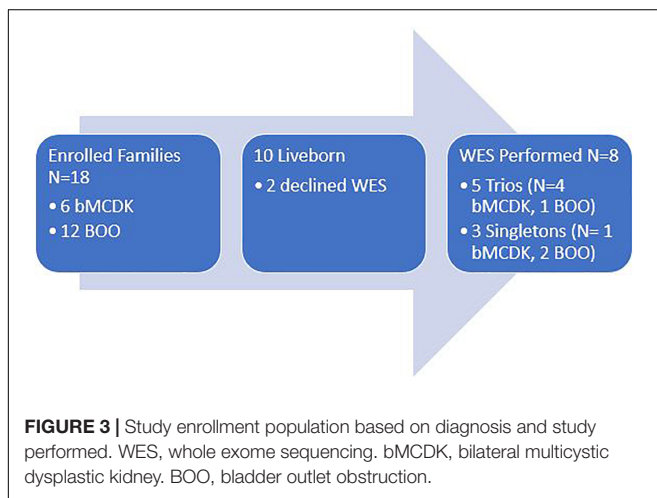 Enrolled Families
N=18
• 6 bMCDK
• 12 BOO
10 Liveborn
• 2 declined WES
WES Performed N=8
• 5 Trios (N=4
bMCDK, 1 BOO)
• 3 Singletons (N= 1
bMCDK, 2 BOO)
FIGURE 3 | Study enrollment population based on diagnosis and study
performed. WES, whole exome sequencing. bMCDK, bilateral multicystic
dysplastic kidney. BOO, bladder outlet obstruction.